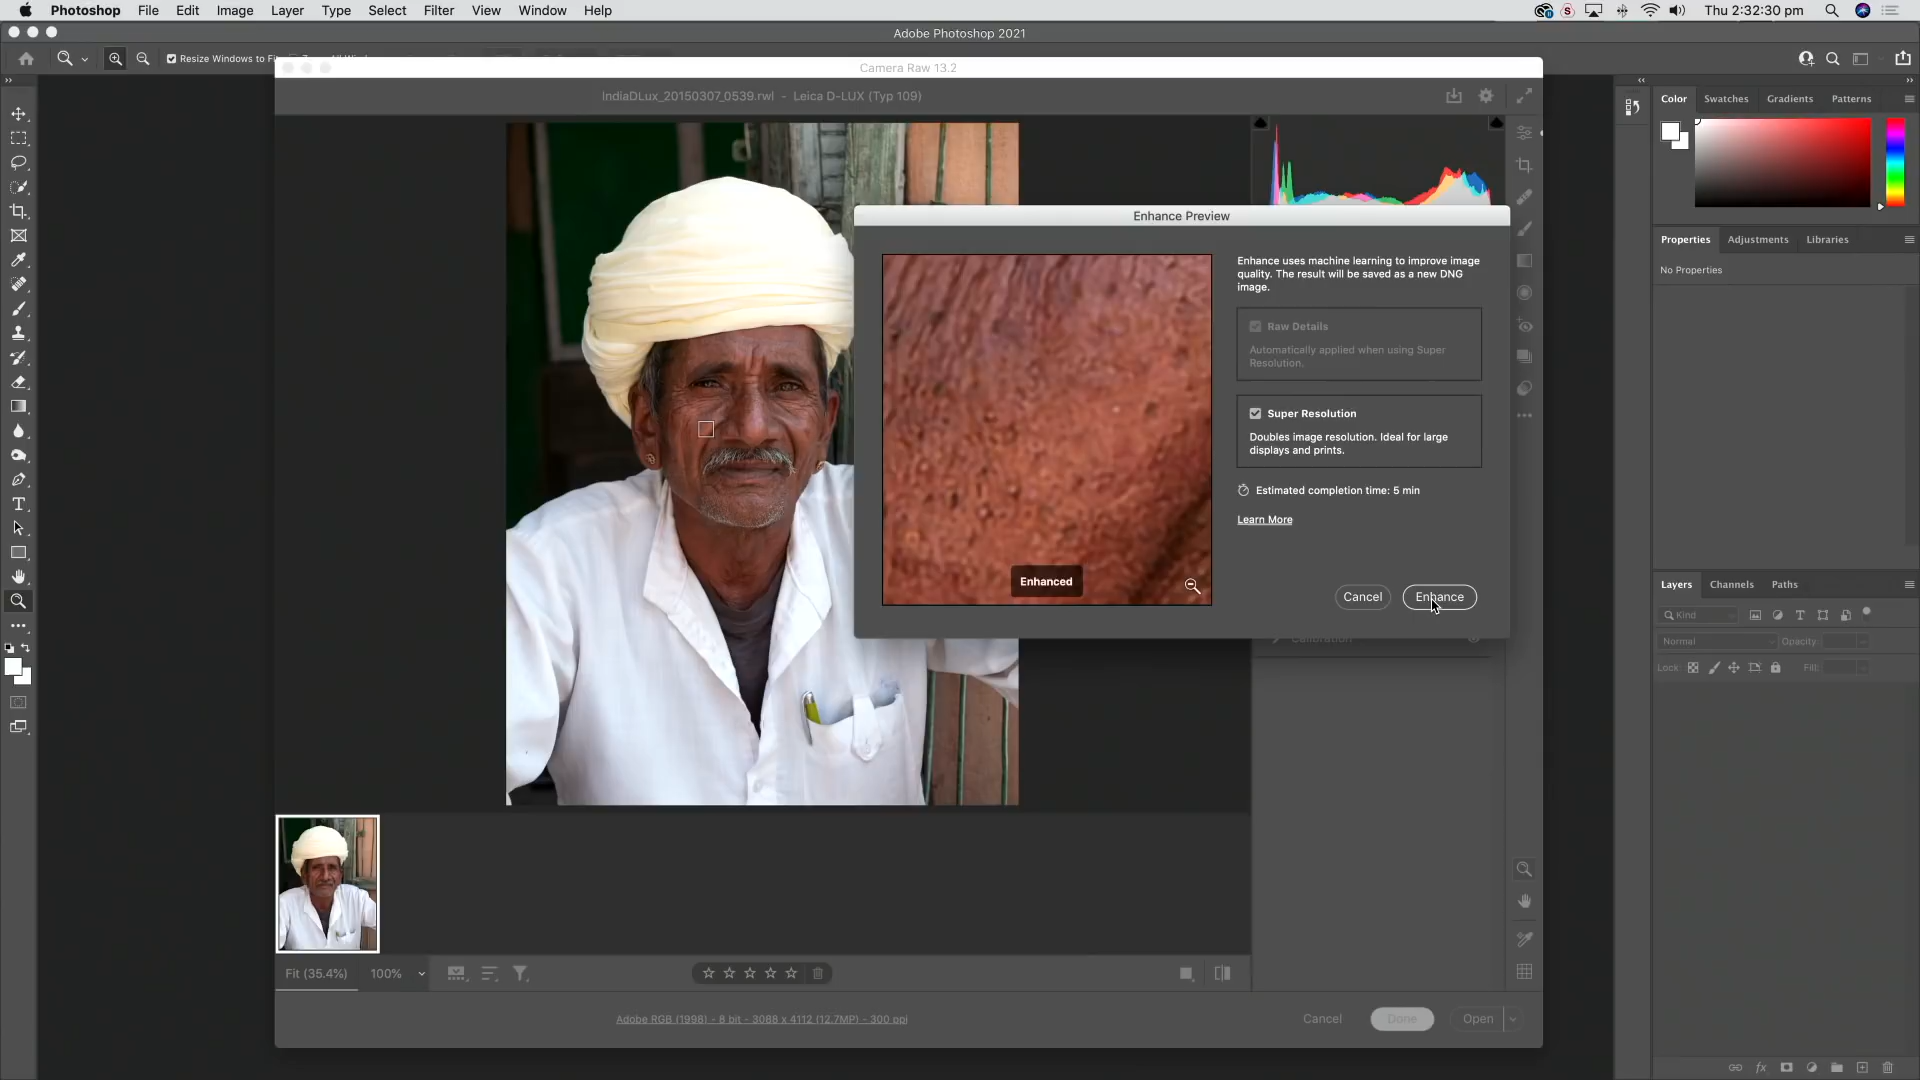 Photoshop File Edit Image Layer Type Select Filter View Window Help
Thu 2:32:30 pm
Adobe Photoshop 2021
Resize Windows to Fit
Camera Raw 13.2
IndiaDLux_20150307_0539.rwl - Leica D-LUX (Typ 109)
Color Swatches Gradients Patterns
Properties Adjustments Libraries
No Properties
Enhance Preview
Enhance uses machine learning to improve image
quality. The result will be saved as a new DNG
image.
Raw Details
Automatically applied when using Super
Resolution.
Super Resolution
Doubles image resolution. Ideal for large
displays and prints.
Estimated completion time: 5 min
Learn More
Enhanced
Cancel Enhance
Calibration
Layers Channels Paths
Kind
Normal Opacity:
Lock: Fill:
Fit (35.4%) 100%
Adobe RGB (1998) - 8 bit - 3088 x 4112 (12.7MP) - 300 ppi
Cancel Done Open